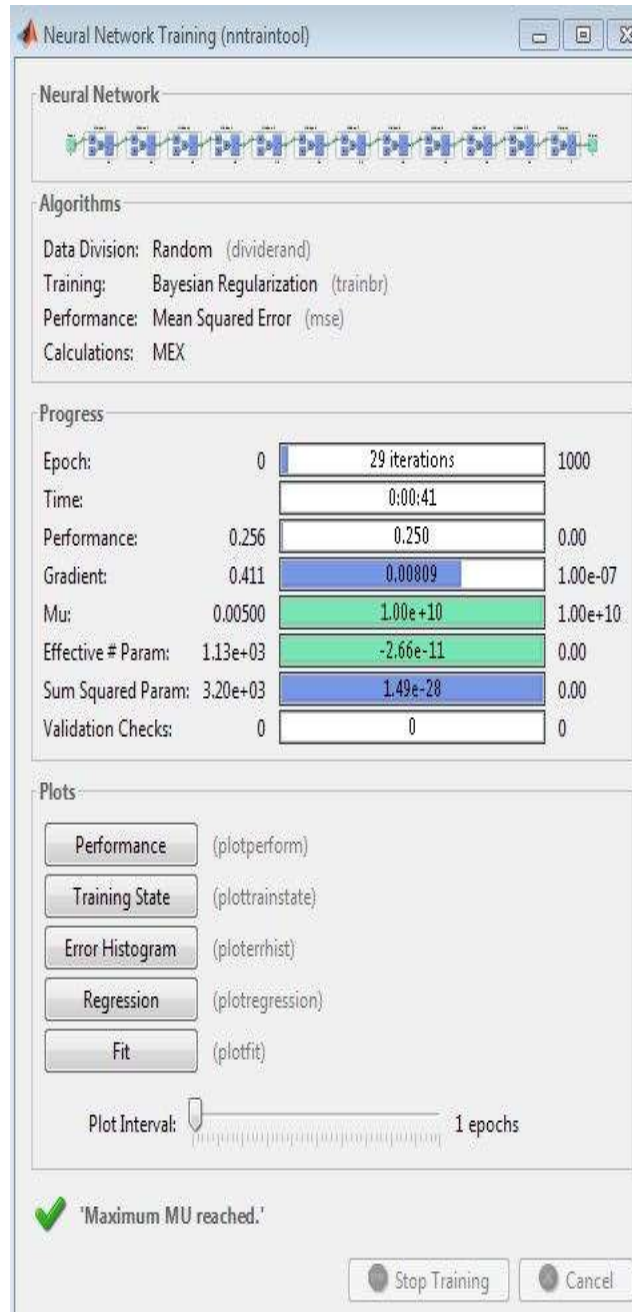 Neural Network Training (nntraintool)
Neural Network
Algorithms
Data Division: Random (dividerand)
Training: Bayesian Regularization (trainbr)
Performance: Mean Squared Error (mse)
Calculations: MEX
Progress
Epoch: 0 29 iterations 1000
Time: 0:00:41
Performance: 0.256 0.250 0.00
Gradient: 0.411 0.00809 1.00e-07
Mu: 0.00500 1.00e+10 1.00e+10
Effective # Param: 1.13e+03 -2.66e-11 0.00
Sum Squared Param: 3.20e+03 1.49e-28 0.00
Validation Checks: 0 0 0
Plots
Performance (plotperform)
Training State (plottrainstate)
Error Histogram (ploterrhist)
Regression (plotregression)
Fit (plotfit)
Plot Interval: 1 epochs
'Maximum MU reached.'
Stop Training Cancel